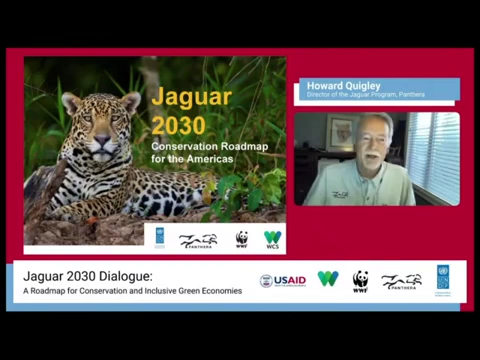 Jaguar
2030
Conservation Roadmap
for the Americas
PANTHERA
WWF
WCS
Howard Quigley
Director of the Jaguar Program, Panthera
Jaguar 2030 Dialogue:
A Roadmap for Conservation and Inclusive Green Economies
USAID
WWF
PANTHERA